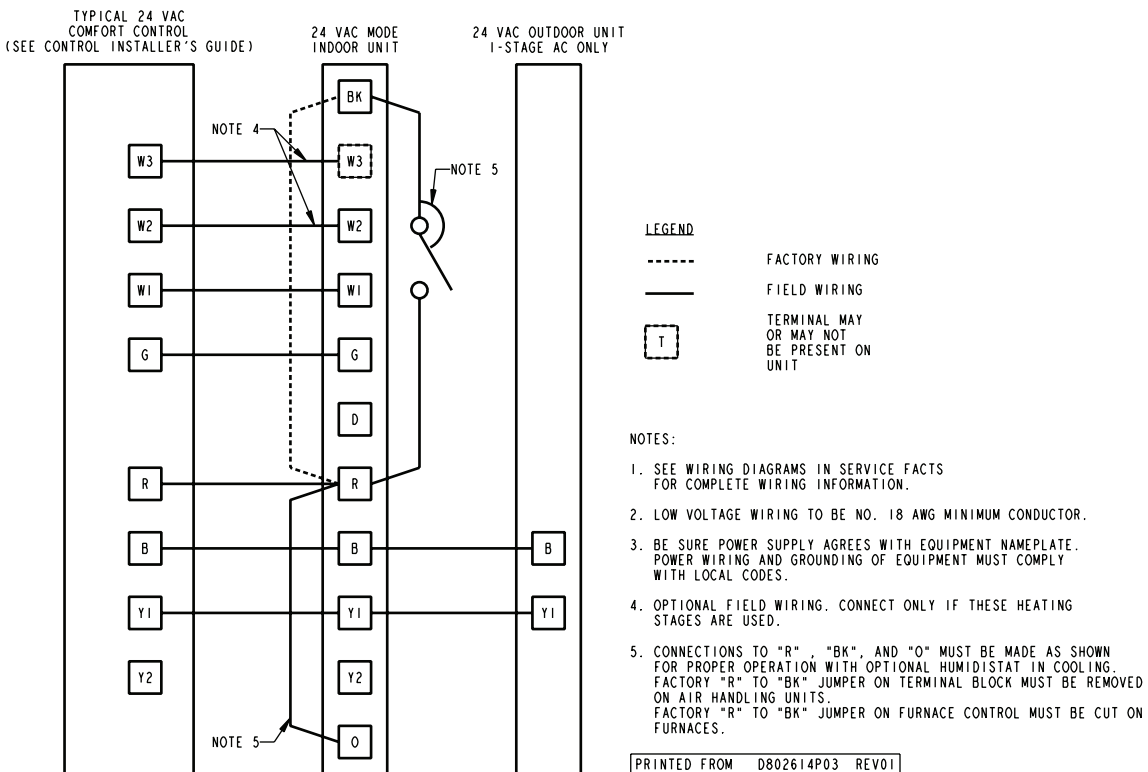 TYPICAL 24 VAC
COMFORT CONTROL
(SEE CONTROL INSTALLER'S GUIDE)
24 VAC MODE
INDOOR UNIT
24 VAC OUTDOOR UNIT
1-STAGE AC ONLY
BK
NOTE 4
W3
W3
NOTE 5
W2
W2
W1
W1
G
G
D
R
R
B
B
B
Y1
Y1
Y1
Y2
Y2
NOTE 5
O
LEGEND
FACTORY WIRING
FIELD WIRING
T
TERMINAL MAY
OR MAY NOT
BE PRESENT ON
UNIT
NOTES:
1. SEE WIRING DIAGRAMS IN SERVICE FACTS
FOR COMPLETE WIRING INFORMATION.
2. LOW VOLTAGE WIRING TO BE NO. 18 AWG MINIMUM CONDUCTOR.
3. BE SURE POWER SUPPLY AGREES WITH EQUIPMENT NAMEPLATE.
POWER WIRING AND GROUNDING OF EQUIPMENT MUST COMPLY
WITH LOCAL CODES.
4. OPTIONAL FIELD WIRING. CONNECT ONLY IF THESE HEATING
STAGES ARE USED.
5. CONNECTIONS TO "R" , "BK", AND "O" MUST BE MADE AS SHOWN
FOR PROPER OPERATION WITH OPTIONAL HUMIDISTAT IN COOLING.
FACTORY "R" TO "BK" JUMPER ON TERMINAL BLOCK MUST BE REMOVED
ON AIR HANDLING UNITS.
FACTORY "R" TO "BK" JUMPER ON FURNACE CONTROL MUST BE CUT ON
FURNACES.
PRINTED FROM D802614P03 REV01